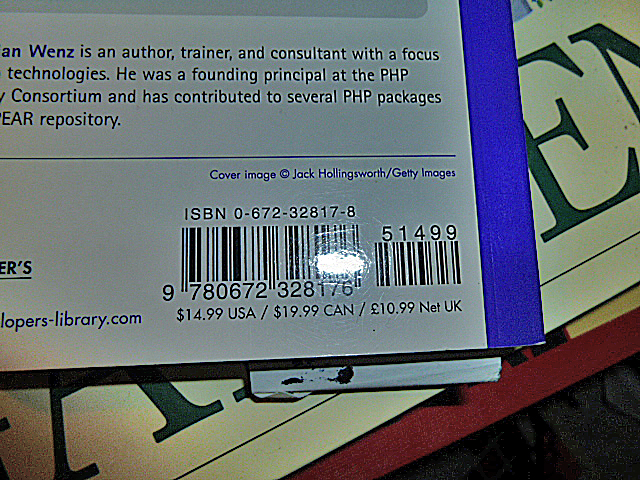 ian Wenz is an author, trainer, and consultant with a focus
technologies. He was a founding principal at the PHP
y Consortium and has contributed to several PHP packages
PEAR repository.
Cover image © Jack Hollingsworth/Getty Images
ISBN 0-672-32817-8
51499
ER'S
9 780672 328176
lopers-library.com
$14.99 USA / $19.99 CAN / £10.99 Net UK
EN